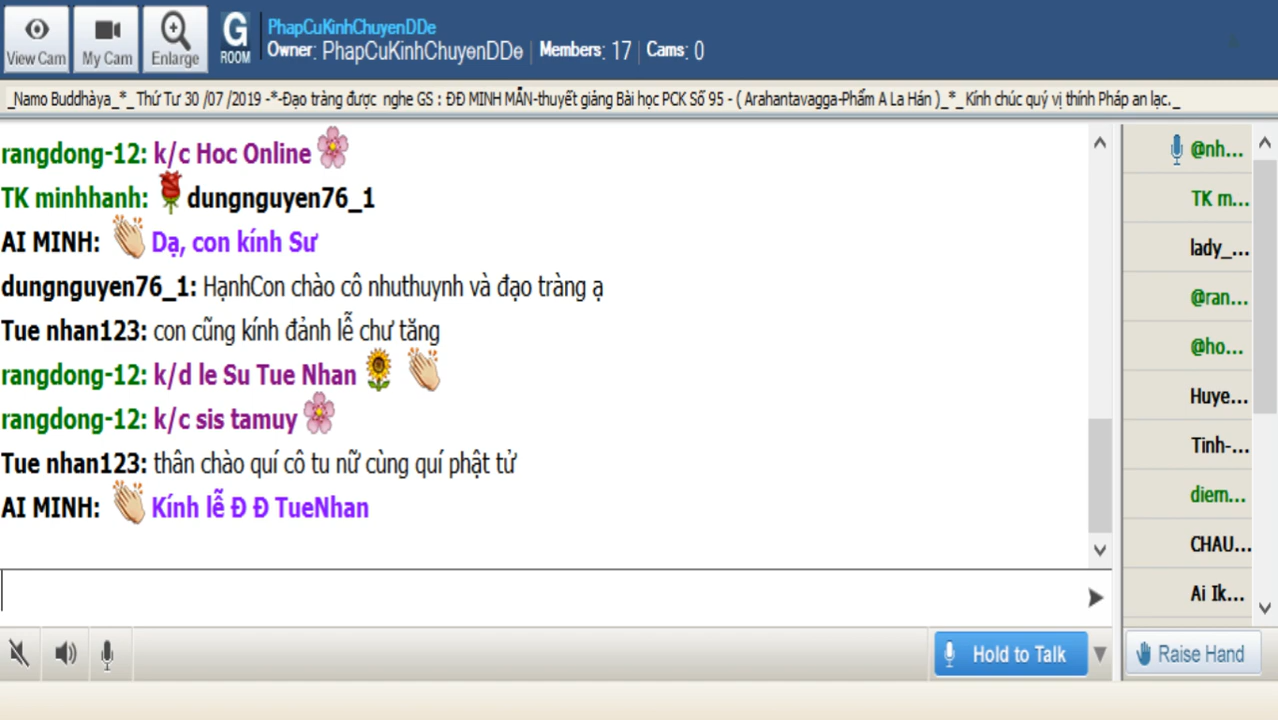 View Cam
My Cam
Enlarge
G
ROOM
PhapCuKinhChuyenDDe
Owner: PhapCuKinhChuyenDDe | Members: 17 | Cams: 0
_Namo Buddhàya_*_ Thứ Tư 30 /07 /2019 -*-Đạo tràng được nghe GS : ĐĐ MINH MẪN-thuyết giảng Bài học PCK Số 95 - ( Arahantavagga-Phẩm A La Hán )_*_ Kính chúc quý vị thính Pháp an lạc._
rangdong-12: k/c Hoc Online
TK minhhanh: dungnguyen76_1
AI MINH: Dạ, con kính Sư
dungnguyen76_1: HạnhCon chào cô nhuthuynh và đạo tràng ạ
Tue nhan123: con cũng kính đảnh lễ chư tăng
rangdong-12: k/d le Su Tue Nhan
rangdong-12: k/c sis tamuy
Tue nhan123: thân chào quí cô tu nữ cùng quí phật tử
AI MINH: Kính lễ Đ Đ TueNhan
@nh...
TK m...
lady_...
@ran...
@ho...
Huye...
Tinh-...
diem...
CHAU...
Ai Ik...
Hold to Talk
Raise Hand